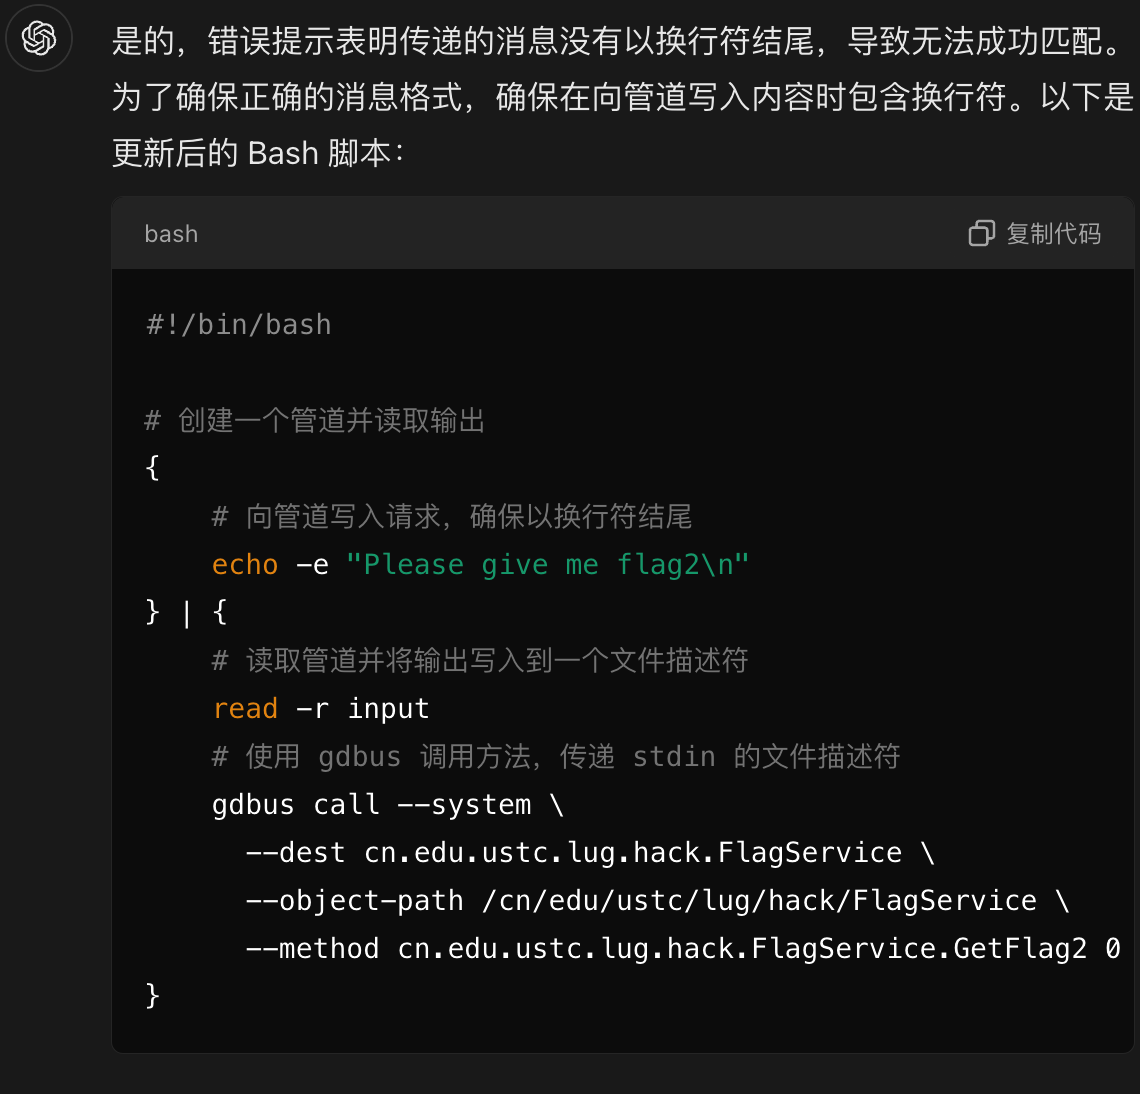 是的，错误提示表明传递的消息没有以换行符结尾，导致无法成功匹配。
为了确保正确的消息格式，确保在向管道写入内容时包含换行符。以下是
更新后的 Bash 脚本：
bash 复制代码
#!/bin/bash
# 创建一个管道并读取输出
{
    # 向管道写入请求，确保以换行符结尾
    echo -e "Please give me flag2\n"
} | {
    # 读取管道并将输出写入到一个文件描述符
    read -r input
    # 使用 gdbus 调用方法，传递 stdin 的文件描述符
    gdbus call --system \
      --dest cn.edu.ustc.lug.hack.FlagService \
      --object-path /cn/edu/ustc/lug/hack/FlagService \
      --method cn.edu.ustc.lug.hack.FlagService.GetFlag2 0
}